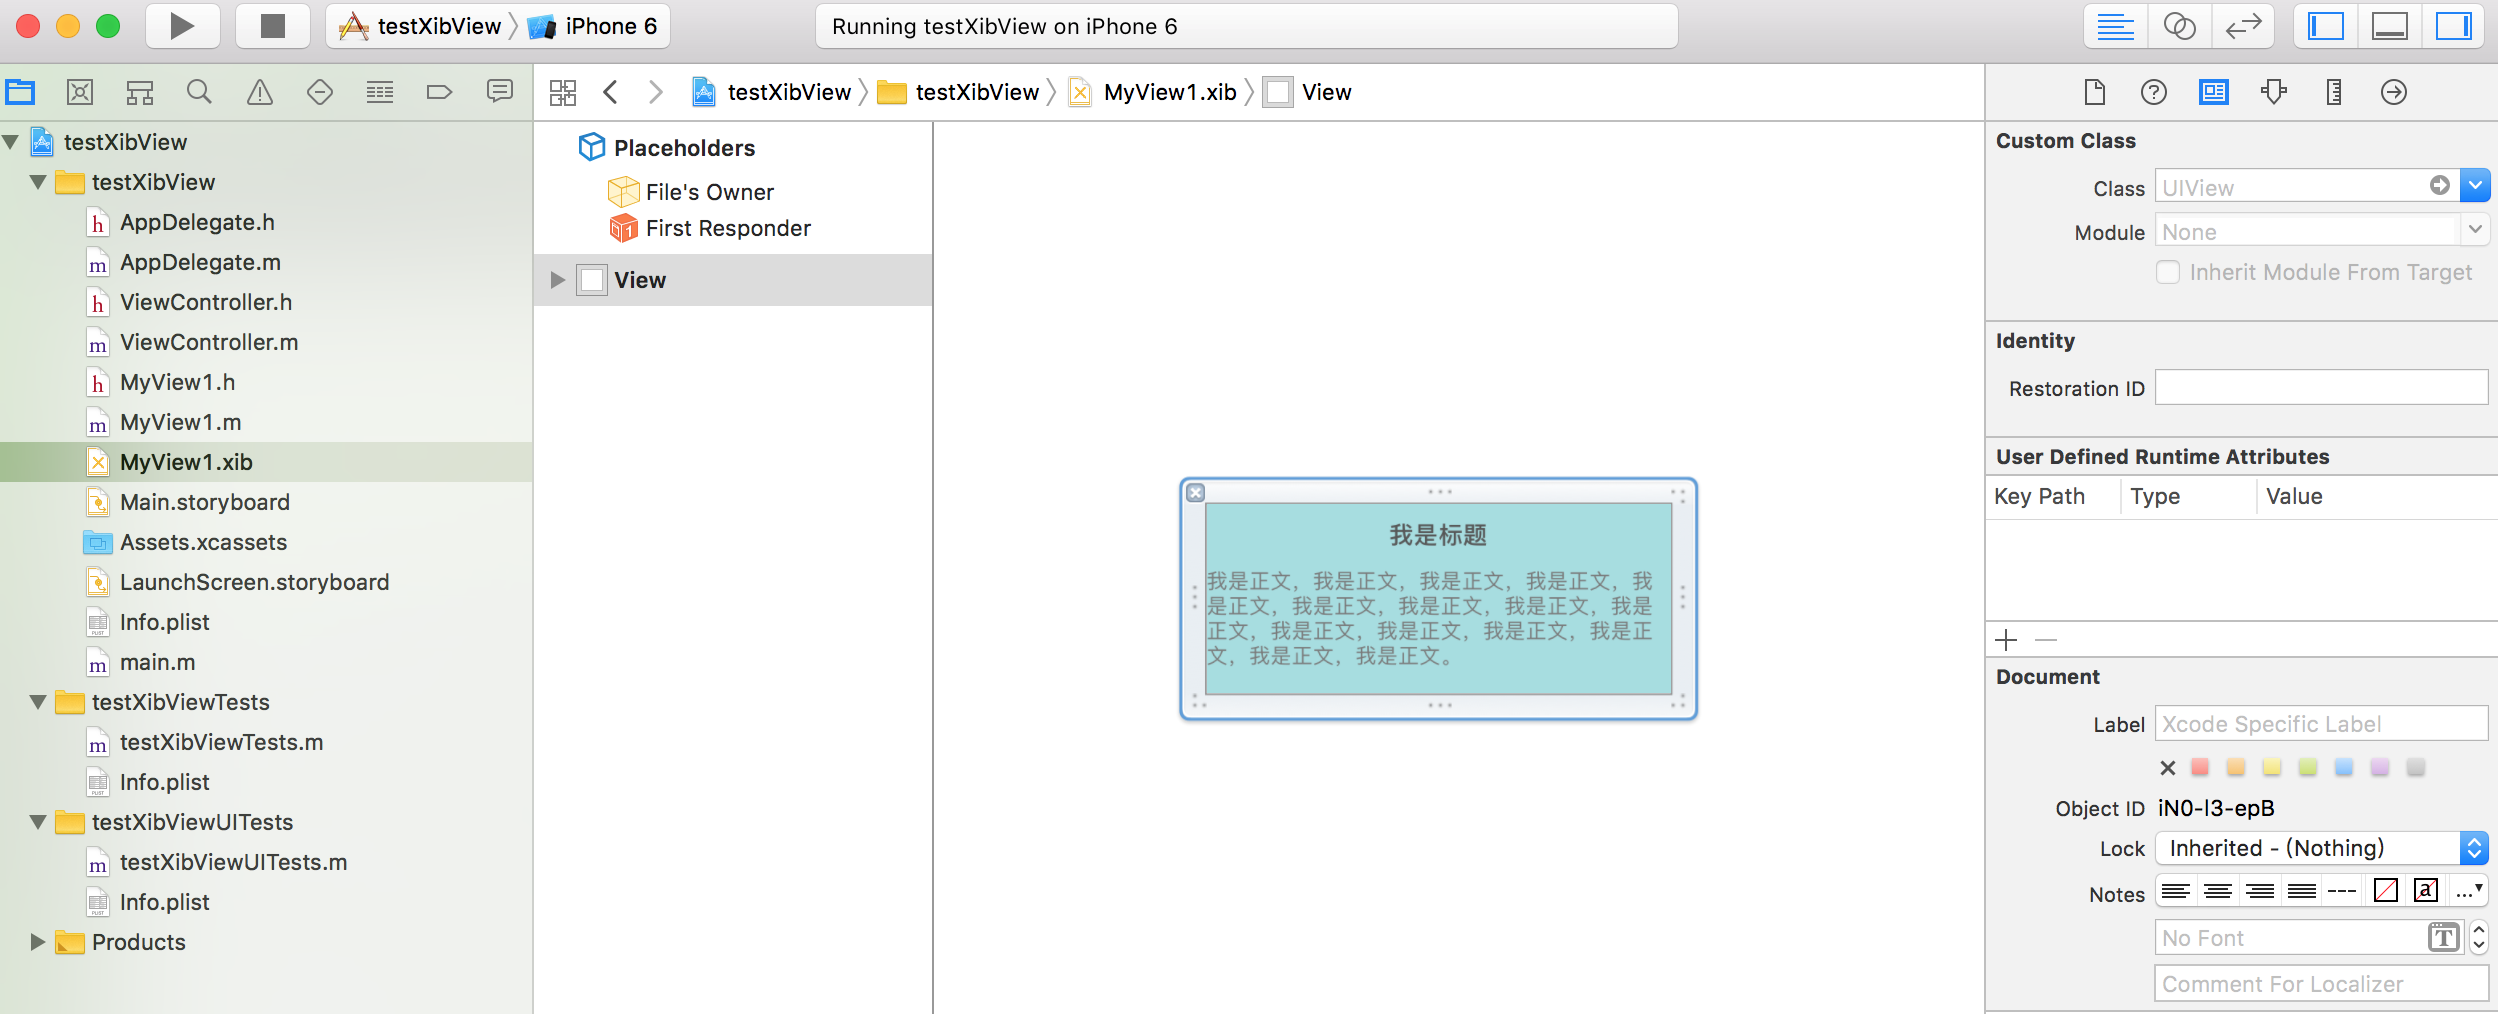 testXibView iPhone 6
Running testXibView on iPhone 6
testXibView testXibView MyView1.xib View
testXibView
testXibView
AppDelegate.h
AppDelegate.m
ViewController.h
ViewController.m
MyView1.h
MyView1.m
MyView1.xib
Main.storyboard
Assets.xcassets
LaunchScreen.storyboard
Info.plist
main.m
testXibViewTests
testXibViewTests.m
Info.plist
testXibViewUITests
testXibViewUITests.m
Info.plist
Products
Placeholders
File's Owner
First Responder
View
我是标题
我是正文，我是正文，我是正文，我是正文，我
是正文，我是正文，我是正文，我是正文，我是
正文，我是正文，我是正文，我是正文，我是正
文，我是正文，我是正文。
Custom Class
Class UIView
Module None
Inherit Module From Target
Identity
Restoration ID
User Defined Runtime Attributes
Key Path Type Value
Document
Label Xcode Specific Label
Object ID iN0-l3-epB
Lock Inherited - (Nothing)
Notes
No Font
Comment For Localizer